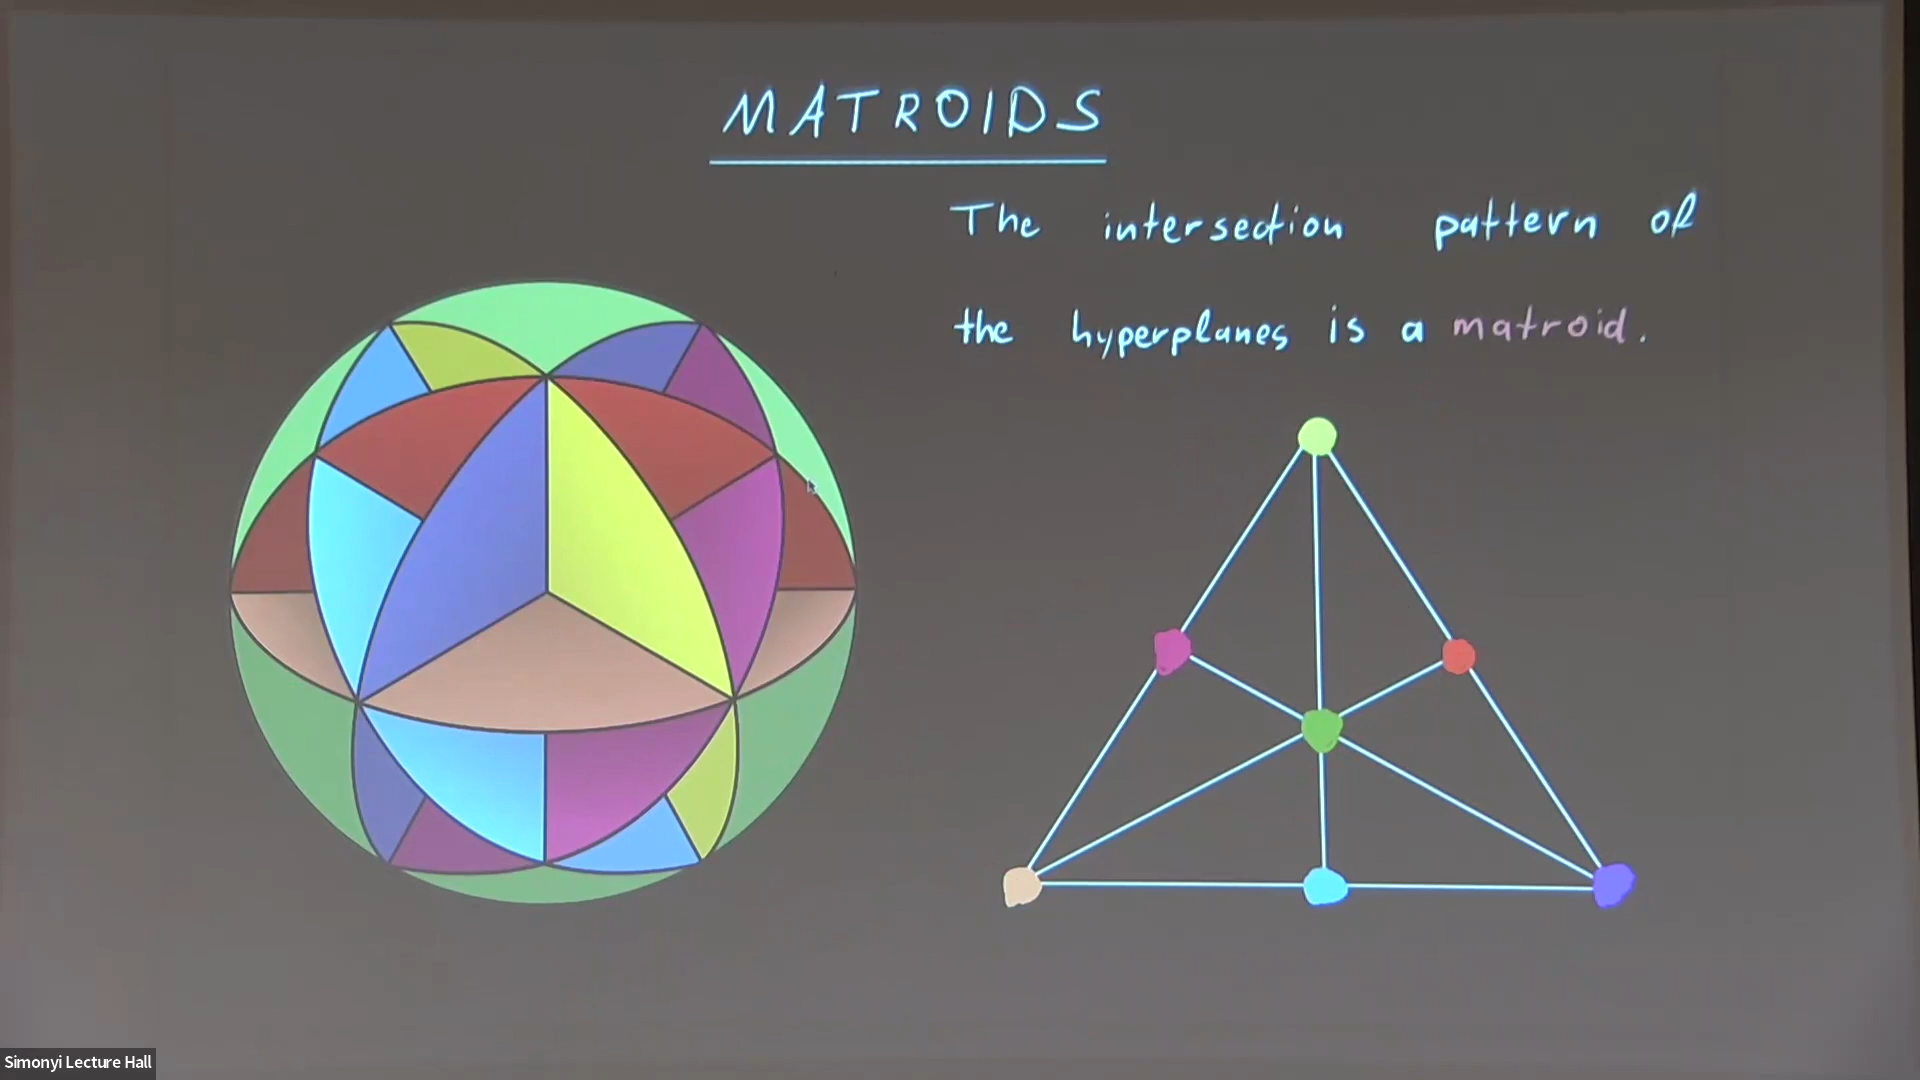 MATROIDS
The intersection pattern of
the hyperplanes is a matroid.
Simonyi Lecture Hall